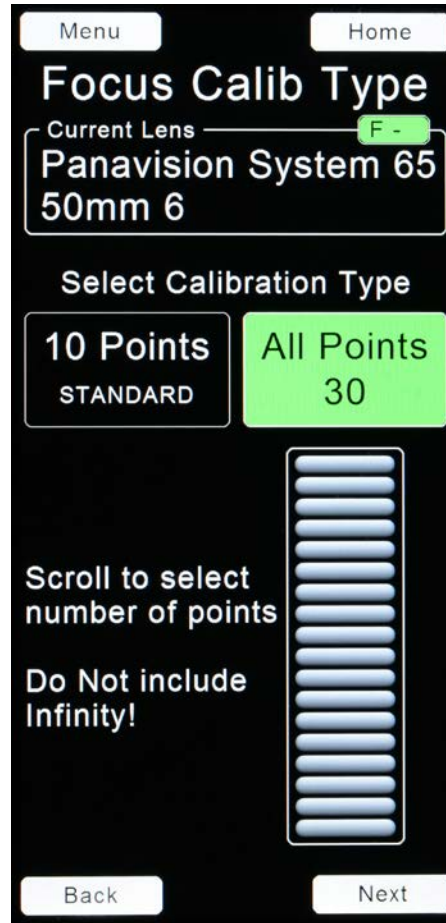 Menu
Home
Focus Calib Type
Current Lens
F -
Panavision System 65
50mm 6
Select Calibration Type
10 Points
STANDARD
All Points
30
Scroll to select
number of points
Do Not include
Infinity!
Back
Next